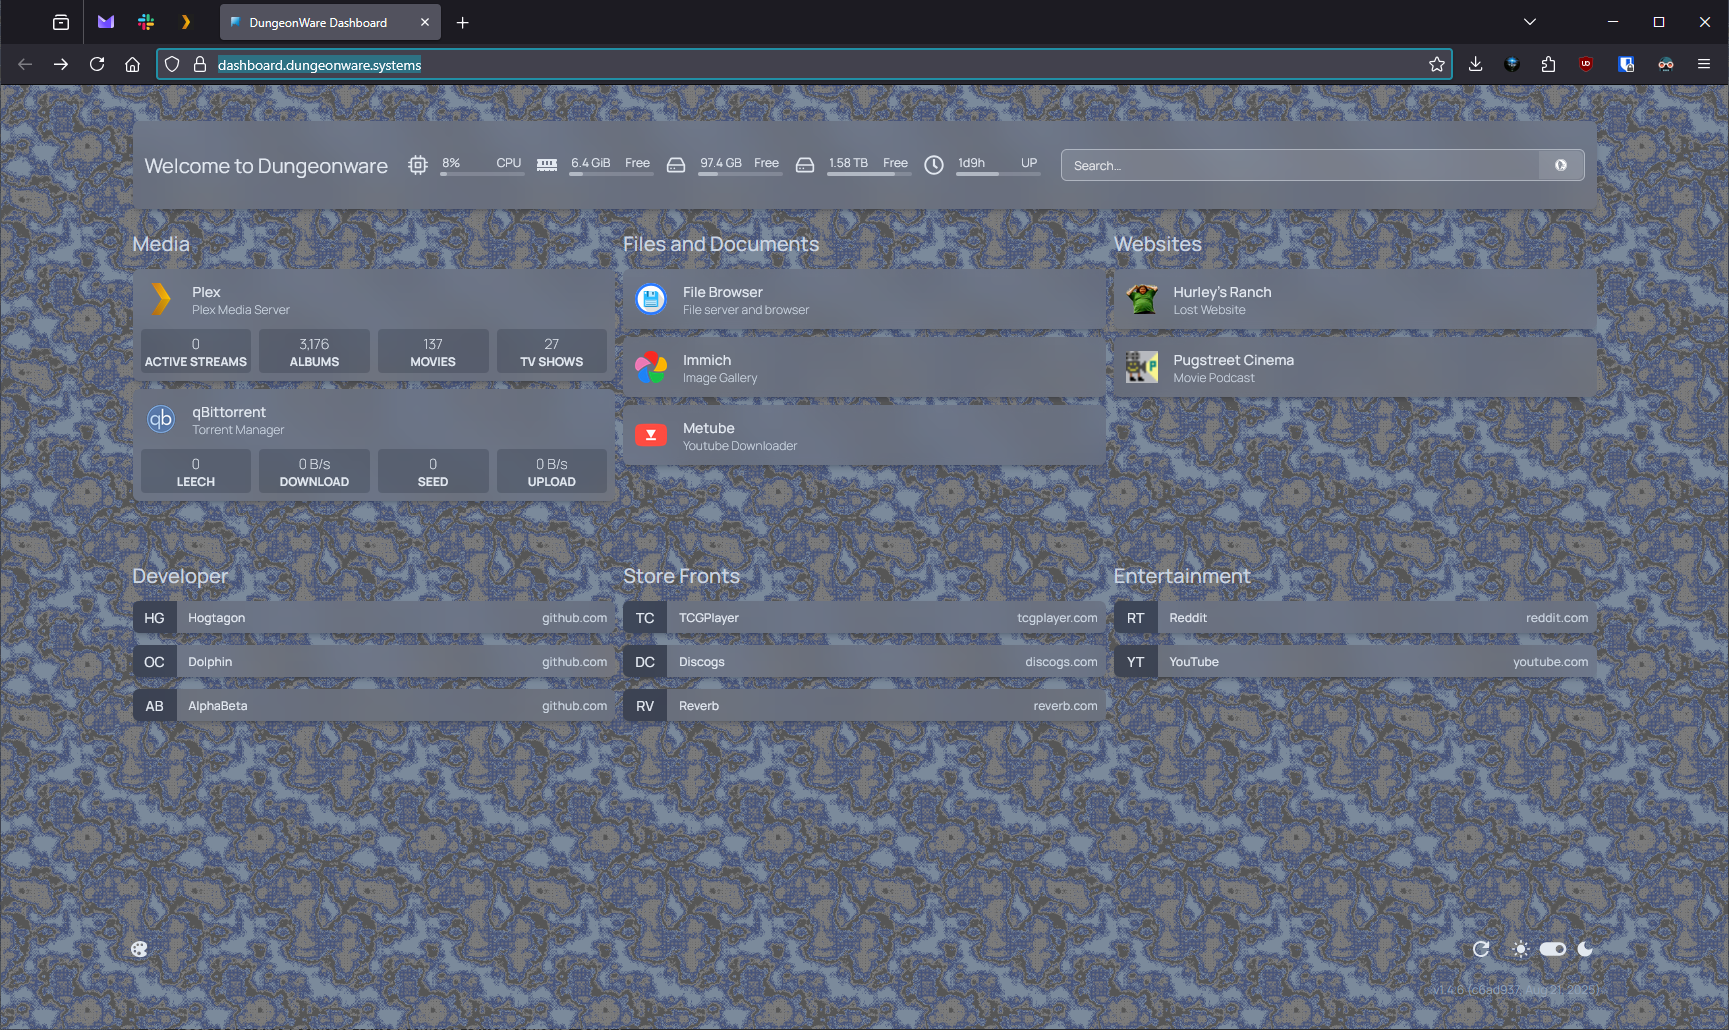 DungeonWare Dashboard
dashboard.dungeonware.systems
Welcome to Dungeonware
8% CPU
6.4 GiB Free
97.4 GB Free
1.58 TB Free
1d9h UP
Search...
Media
Plex
Plex Media Server
0
ACTIVE STREAMS
3,176
ALBUMS
137
MOVIES
27
TV SHOWS
qb
qBittorrent
Torrent Manager
0
LEECH
0 B/s
DOWNLOAD
0
SEED
0 B/s
UPLOAD
Files and Documents
File Browser
File server and browser
Immich
Image Gallery
Metube
Youtube Downloader
Websites
Hurley's Ranch
Lost Website
P
Pugstreet Cinema
Movie Podcast
Developer
HG Hogtagon github.com
OC Dolphin github.com
AB AlphaBeta github.com
Store Fronts
TC TCGPlayer tcgplayer.com
DC Discogs discogs.com
RV Reverb reverb.com
Entertainment
RT Reddit reddit.com
YT YouTube youtube.com
v1.4.6 (c6ad937, Aug 21, 2025)